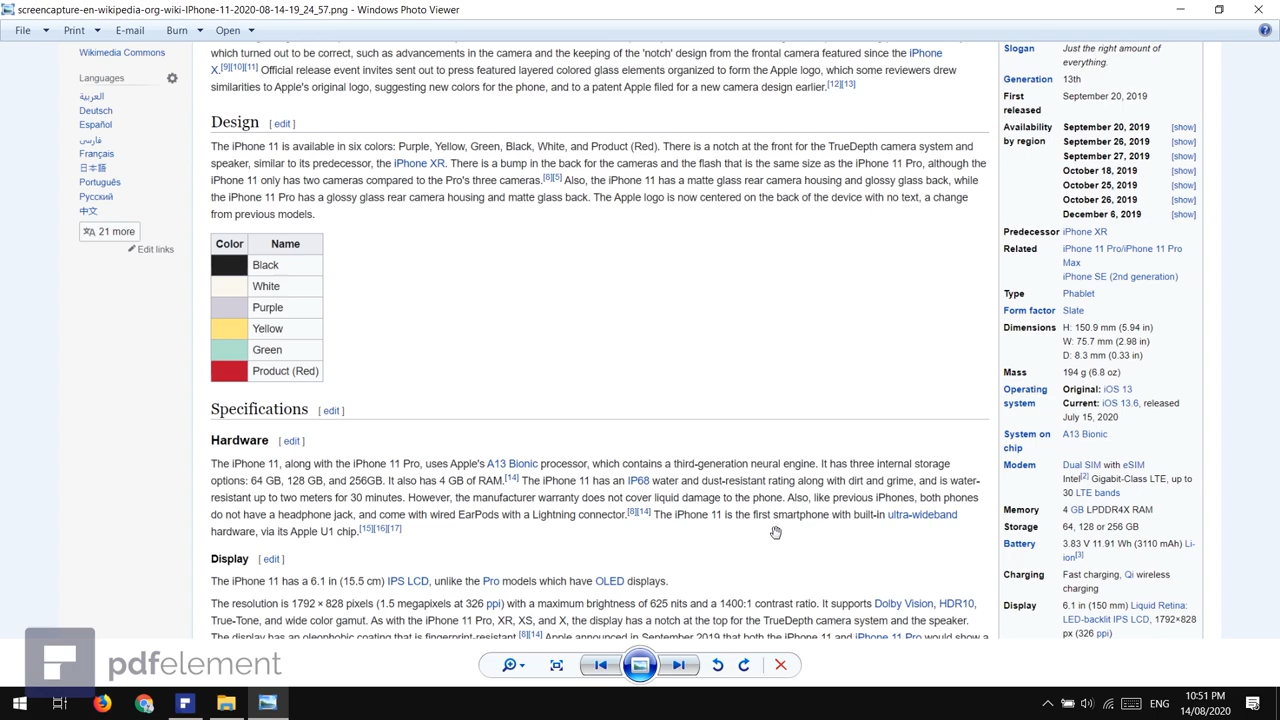 screencapture-en-wikipedia-org-wiki-IPhone-11-2020-08-14-19_24_57.png - Windows Photo Viewer
File Print E-mail Burn Open
Wikimedia Commons
Languages
العربية
Deutsch
Español
فارسی
Français
日本語
Português
Русский
中文
21 more
Edit links
which turned out to be correct, such as advancements in the camera and the keeping of the 'notch' design from the frontal camera featured since the iPhone
X.[9][10][11] Official release event invites sent out to press featured layered colored glass elements organized to form the Apple logo, which some reviewers drew
similarities to Apple's original logo, suggesting new colors for the phone, and to a patent Apple filed for a new camera design earlier.[12][13]
Design [ edit ]
The iPhone 11 is available in six colors: Purple, Yellow, Green, Black, White, and Product (Red). There is a notch at the front for the TrueDepth camera system and
speaker, similar to its predecessor, the iPhone XR. There is a bump in the back for the cameras and the flash that is the same size as the iPhone 11 Pro, although the
iPhone 11 only has two cameras compared to the Pro's three cameras.[8][5] Also, the iPhone 11 has a matte glass rear camera housing and glossy glass back, while
the iPhone 11 Pro has a glossy glass rear camera housing and matte glass back. The Apple logo is now centered on the back of the device with no text, a change
from previous models.
Color Name
Black
White
Purple
Yellow
Green
Product (Red)
Specifications [ edit ]
Hardware [ edit ]
The iPhone 11, along with the iPhone 11 Pro, uses Apple's A13 Bionic processor, which contains a third-generation neural engine. It has three internal storage
options: 64 GB, 128 GB, and 256GB. It also has 4 GB of RAM.[14] The iPhone 11 has an IP68 water and dust-resistant rating along with dirt and grime, and is water-
resistant up to two meters for 30 minutes. However, the manufacturer warranty does not cover liquid damage to the phone. Also, like previous iPhones, both phones
do not have a headphone jack, and come with wired EarPods with a Lightning connector.[8][14] The iPhone 11 is the first smartphone with built-in ultra-wideband
hardware, via its Apple U1 chip.[15][16][17]
Display [ edit ]
The iPhone 11 has a 6.1 in (15.5 cm) IPS LCD, unlike the Pro models which have OLED displays.
The resolution is 1792 × 828 pixels (1.5 megapixels at 326 ppi) with a maximum brightness of 625 nits and a 1400:1 contrast ratio. It supports Dolby Vision, HDR10,
True-Tone, and wide color gamut. As with the iPhone 11 Pro, XR, XS, and X, the display has a notch at the top for the TrueDepth camera system and the speaker.
The display has an oleophobic coating that is fingerprint-resistant.[8][14] Apple announced in September 2019 that both the iPhone 11 and iPhone 11 Pro would show a
Slogan Just the right amount of
everything.
Generation 13th
First September 20, 2019
released
Availability September 20, 2019 [show]
by region September 26, 2019 [show]
September 27, 2019 [show]
October 18, 2019 [show]
October 25, 2019 [show]
October 26, 2019 [show]
December 6, 2019 [show]
Predecessor iPhone XR
Related iPhone 11 Pro/iPhone 11 Pro
Max
iPhone SE (2nd generation)
Type Phablet
Form factor Slate
Dimensions H: 150.9 mm (5.94 in)
W: 75.7 mm (2.98 in)
D: 8.3 mm (0.33 in)
Mass 194 g (6.8 oz)
Operating Original: iOS 13
system Current: iOS 13.6, released
July 15, 2020
System on A13 Bionic
chip
Modem Dual SIM with eSIM
Intel[2] Gigabit-Class LTE, up to
30 LTE bands
Memory 4 GB LPDDR4X RAM
Storage 64, 128 or 256 GB
Battery 3.83 V 11.91 Wh (3110 mAh) Li-
ion[3]
Charging Fast charging, Qi wireless
charging
Display 6.1 in (150 mm) Liquid Retina:
LED-backlit IPS LCD, 1792×828
px (326 ppi)
pdfelement
ENG
10:51 PM
14/08/2020